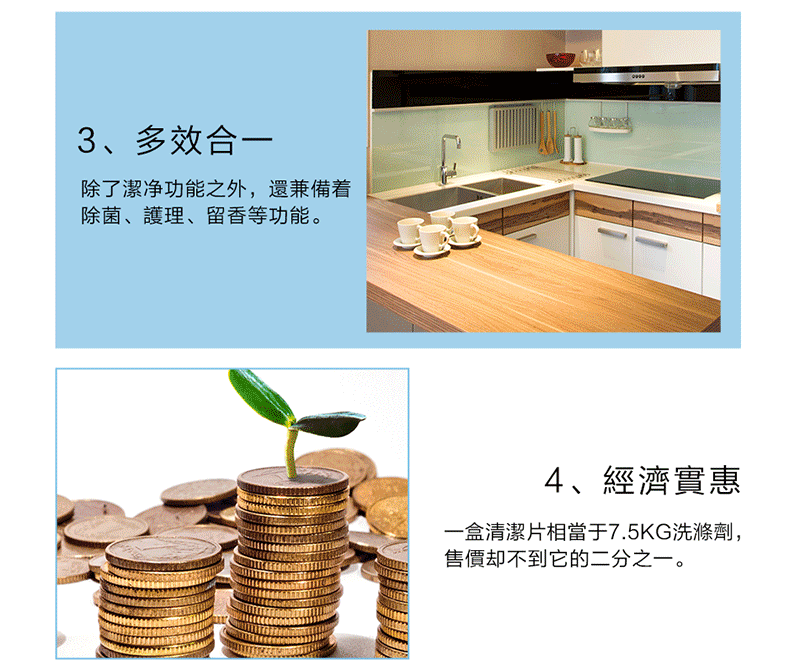 3、多效合一
除了潔净功能之外，還兼備着
除菌、護理、留香等功能。
4、經濟實惠
一盒清潔片相當于7.5KG洗滌劑，
售價却不到它的二分之一。